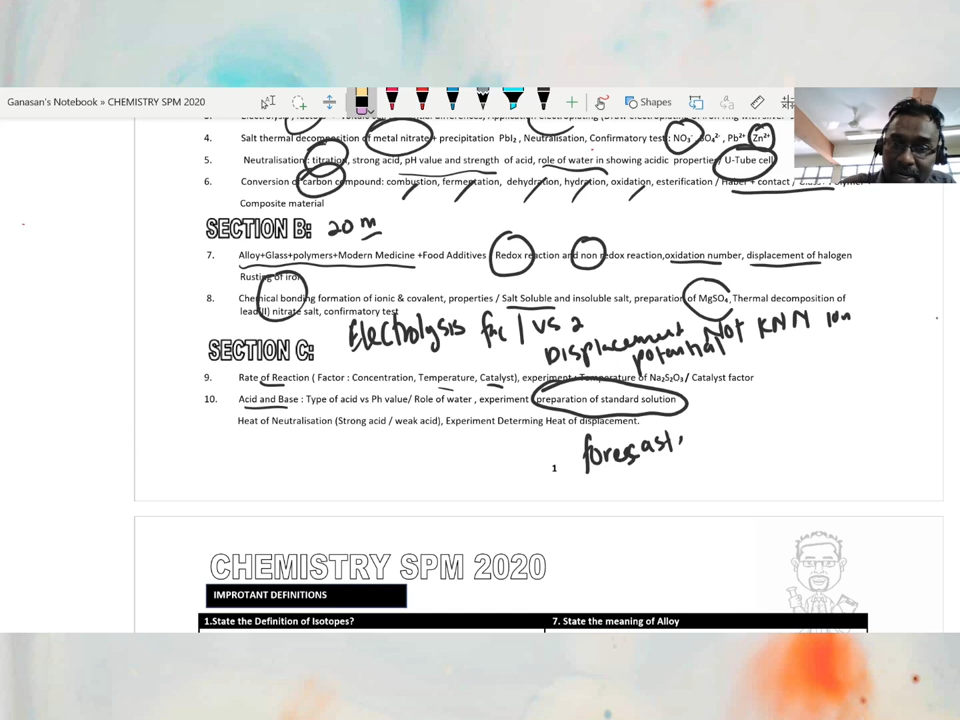 Ganasan's Notebook » CHEMISTRY SPM 2020
Shapes
4. Salt thermal decomposition of metal nitrate + precipitation PbI₂ , Neutralisation, Confirmatory test : NO₃⁻ SO₄²⁻ , Pb²⁺ Zn²⁺
5. Neutralisation : titration, strong acid, pH value and strength of acid, role of water in showing acidic properties / U-Tube cell
6. Conversion of carbon compound: combustion, fermentation, dehydration, hydration, oxidation, esterification / Haber + contact /
Composite material
SECTION B: 20 m
7. Alloy+Glass+polymers+Modern Medicine +Food Additives / Redox reaction and non redox reaction,oxidation number, displacement of halogen
Rusting of iron
8. Chemical bonding formation of ionic & covalent, properties / Salt Soluble and insoluble salt, preparation of MgSO₄, Thermal decomposition of
lead(II) nitrate salt, confirmatory test
Electrolysis fac 1 vs 2
Displacement Not KNN ion
potential
SECTION C:
9. Rate of Reaction ( Factor : Concentration, Temperature, Catalyst), experiment : Temperature of Na₂S₂O₃ / Catalyst factor
10. Acid and Base : Type of acid vs Ph value/ Role of water , experiment preparation of standard solution
Heat of Neutralisation (Strong acid / weak acid), Experiment Determing Heat of displacement.
forecast,
1
CHEMISTRY SPM 2020
IMPROTANT DEFINITIONS
1.State the Definition of Isotopes? 7. State the meaning of Alloy